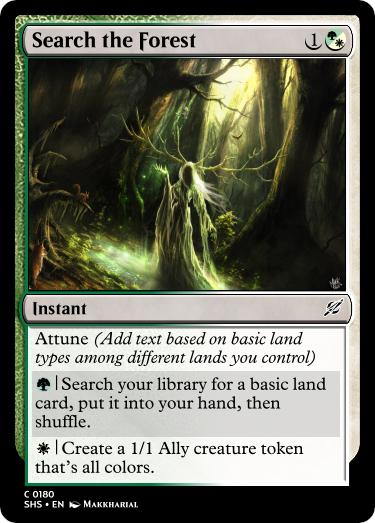 Search the Forest 1
Instant
Attune (Add text based on basic land
types among different lands you control)
| Search your library for a basic land
card, put it into your hand, then
shuffle.
| Create a 1/1 Ally creature token
that's all colors.
C 0180
SHS • EN Makkharial